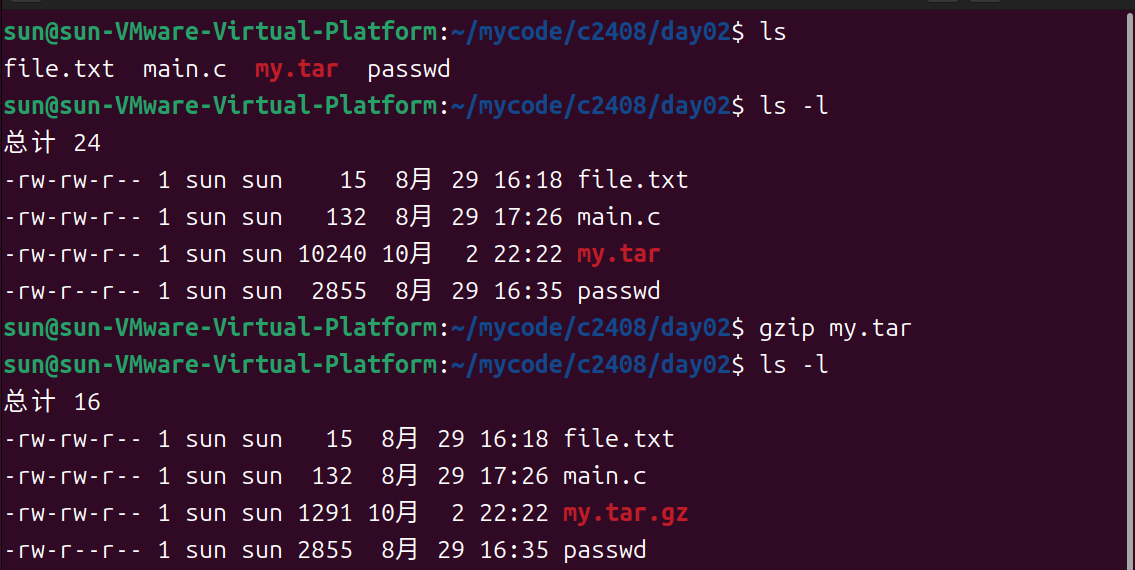 sun@sun-VMware-Virtual-Platform:~/mycode/c2408/day02$ ls
file.txt  main.c  my.tar  passwd
sun@sun-VMware-Virtual-Platform:~/mycode/c2408/day02$ ls -l
总计 24
-rw-rw-r-- 1 sun sun    15  8月 29 16:18 file.txt
-rw-rw-r-- 1 sun sun   132  8月 29 17:26 main.c
-rw-rw-r-- 1 sun sun 10240 10月  2 22:22 my.tar
-rw-r--r-- 1 sun sun  2855  8月 29 16:35 passwd
sun@sun-VMware-Virtual-Platform:~/mycode/c2408/day02$ gzip my.tar
sun@sun-VMware-Virtual-Platform:~/mycode/c2408/day02$ ls -l
总计 16
-rw-rw-r-- 1 sun sun   15  8月 29 16:18 file.txt
-rw-rw-r-- 1 sun sun  132  8月 29 17:26 main.c
-rw-rw-r-- 1 sun sun 1291 10月  2 22:22 my.tar.gz
-rw-r--r-- 1 sun sun 2855  8月 29 16:35 passwd